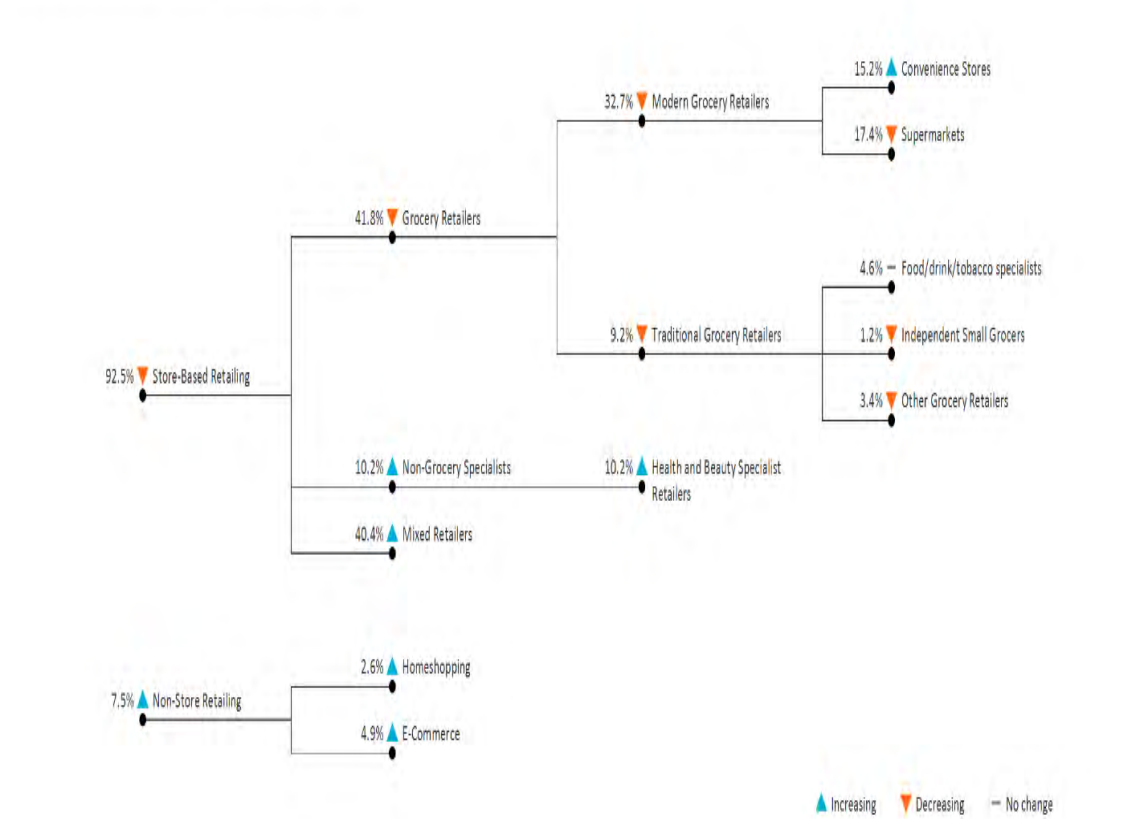 15.2% Convenience Stores
32.7% Modern Grocery Retailers
17.4% Supermarkets
41.8% Grocery Retailers
4.6% Food/drink/tobacco specialists
9.2% Traditional Grocery Retailers
1.2% Independent Small Grocers
92.5% Store-Based Retailing
3.4% Other Grocery Retailers
10.2% Non-Grocery Specialists
10.2% Health and Beauty Specialist
Retailers
40.4% Mixed Retailers
2.6% Homeshopping
7.5% Non-Store Retailing
4.9% E-Commerce
Increasing Decreasing No change